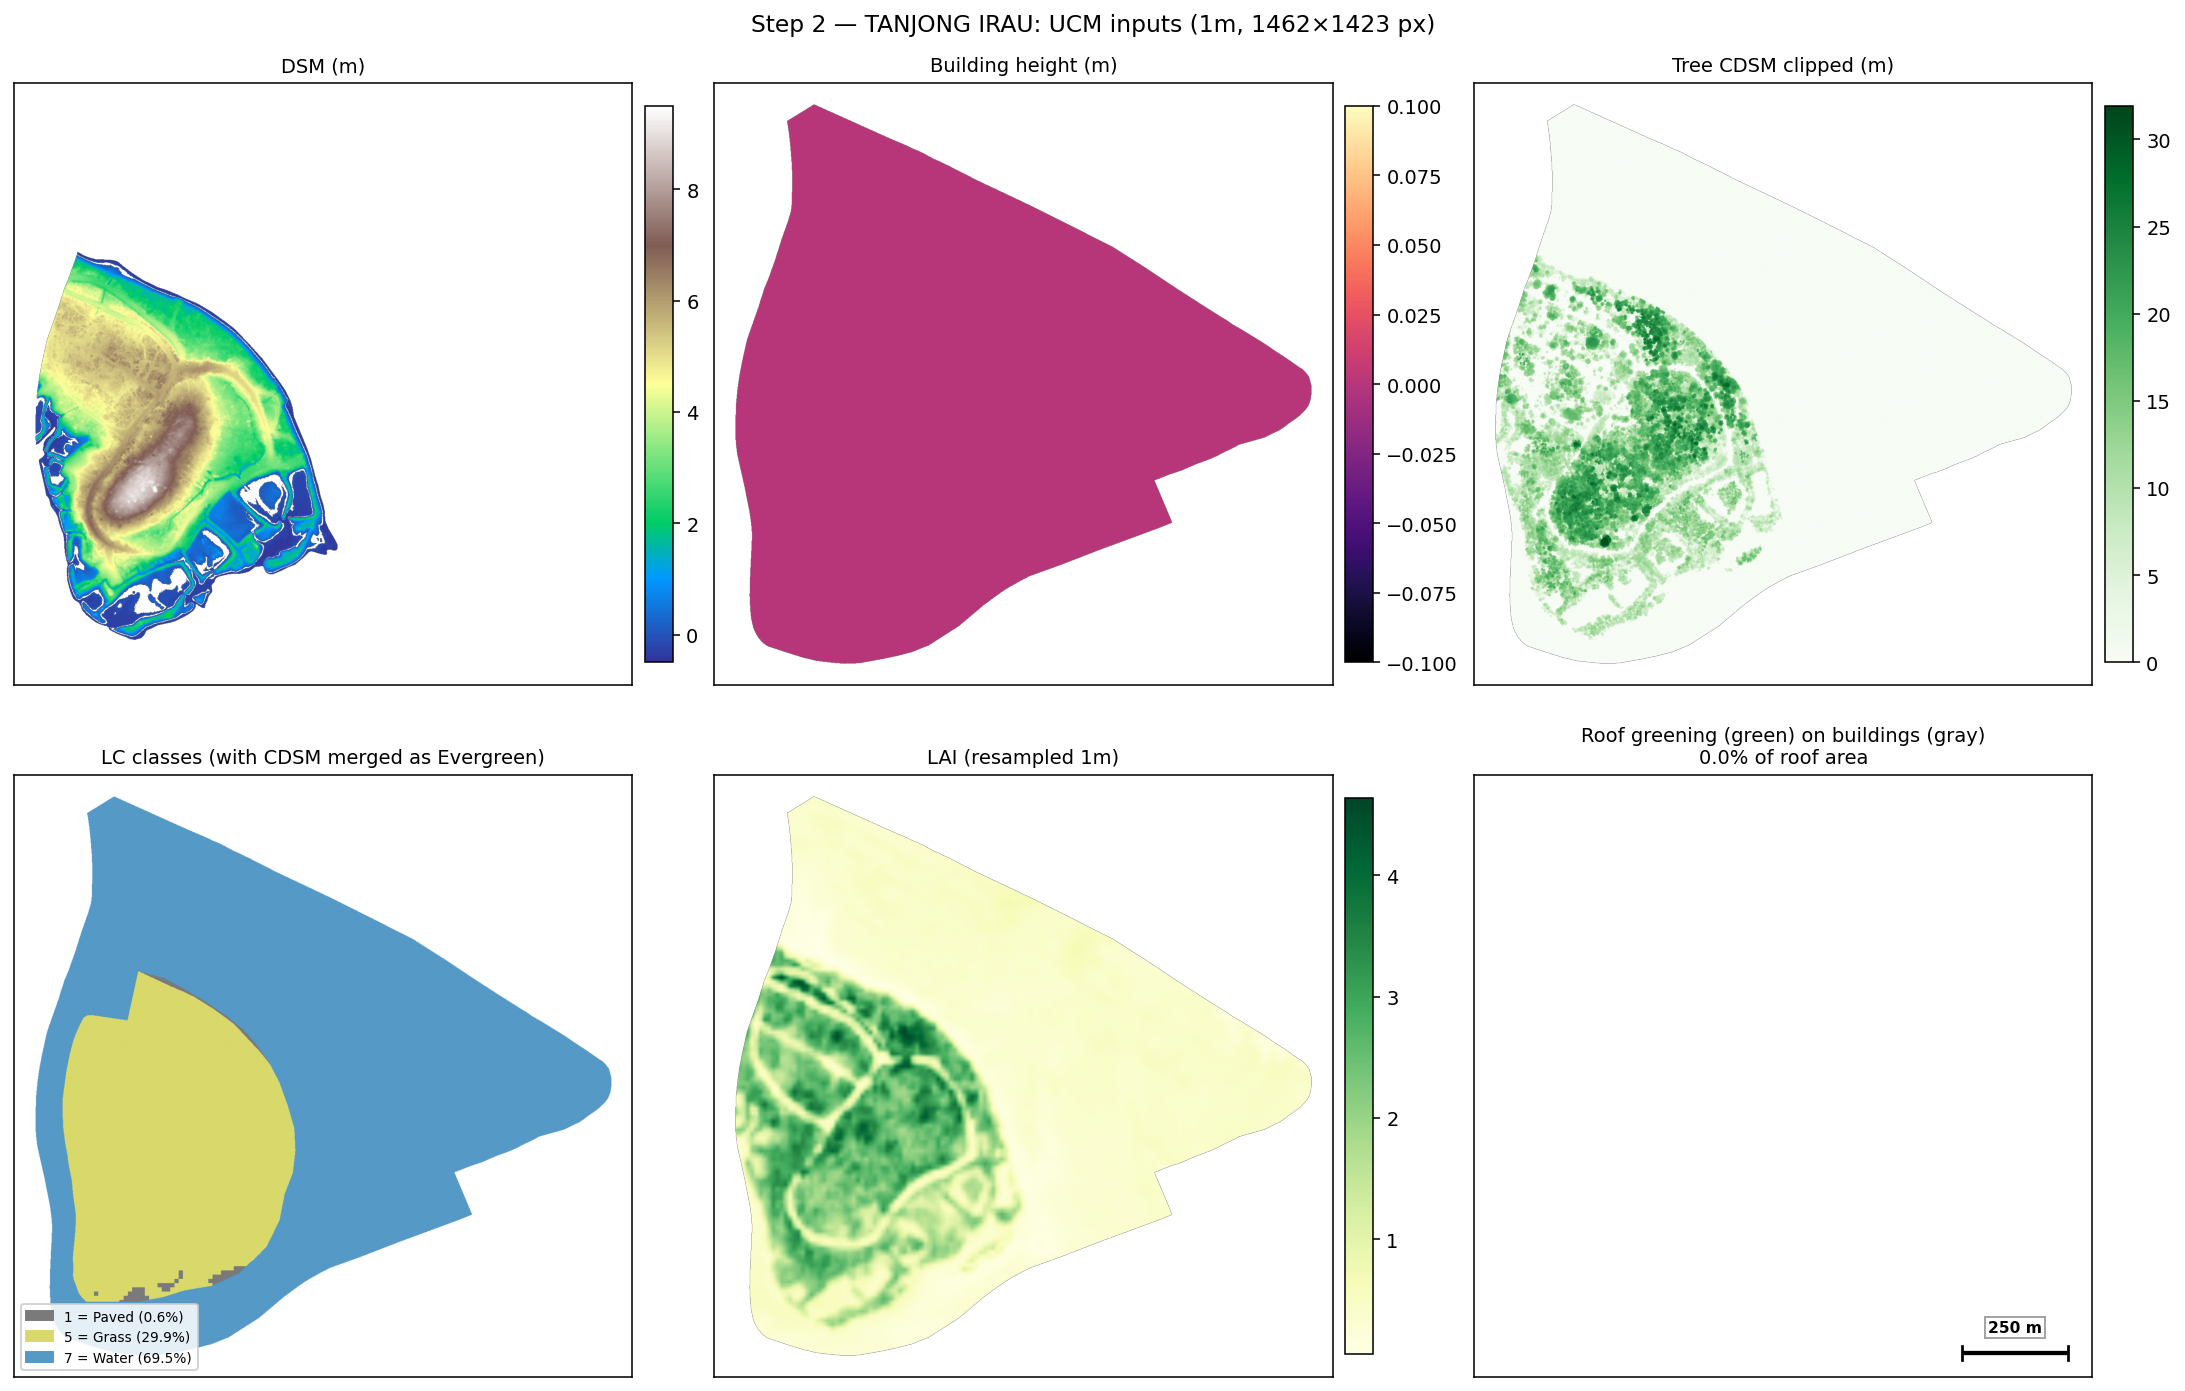 Step 2 — TANJONG IRAU: UCM inputs (1m, 1462×1423 px)
DSM (m)
8
6
4
2
0
Building height (m)
0.100
0.075
0.050
0.025
0.000
−0.025
−0.050
−0.075
−0.100
Tree CDSM clipped (m)
30
25
20
15
10
5
0
LC classes (with CDSM merged as Evergreen)
1 = Paved (0.6%)
5 = Grass (29.9%)
7 = Water (69.5%)
LAI (resampled 1m)
4
3
2
1
Roof greening (green) on buildings (gray)
0.0% of roof area
250 m